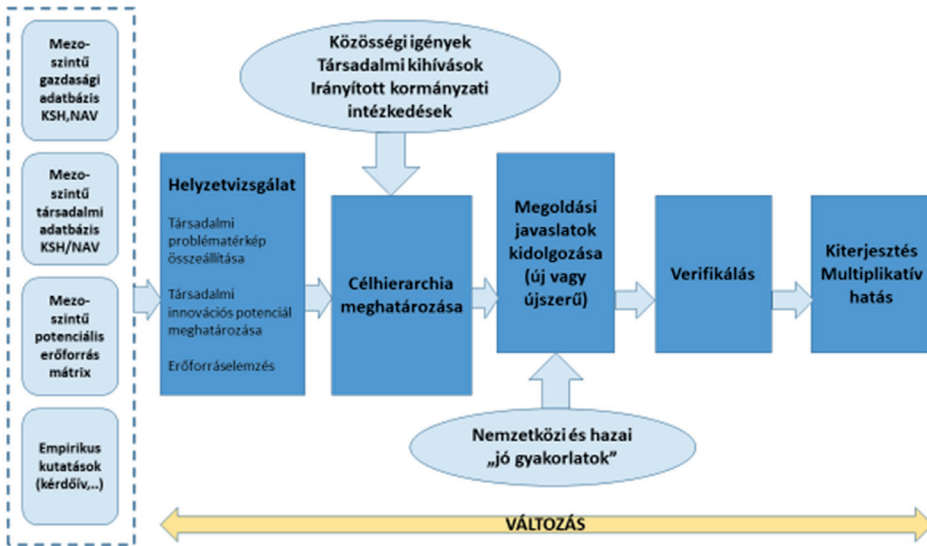 Mezo-
szintű
gazdasági
adatbázis
KSH,NAV
Mezo-
szintű
társadalmi
adatbázis
KSH/NAV
Mezo-
szintű
potenciális
erőforrás
mátrix
Empirikus
kutatások
(kérdőív,..)
Közösségi igények
Társadalmi kihívások
Irányított kormányzati
intézkedések
Helyzetvizsgálat
Társadalmi
problématérkép
összeállítása
Társadalmi
innovációs potenciál
meghatározása
Erőforráselemzés
Célhierarchia
meghatározása
Megoldási
javaslatok
kidolgozása
(új vagy
újszerű)
Verifikálás
Kiterjesztés
Multiplikatív
hatás
Nemzetközi és hazai
„jó gyakorlatok”
VÁLTOZÁS